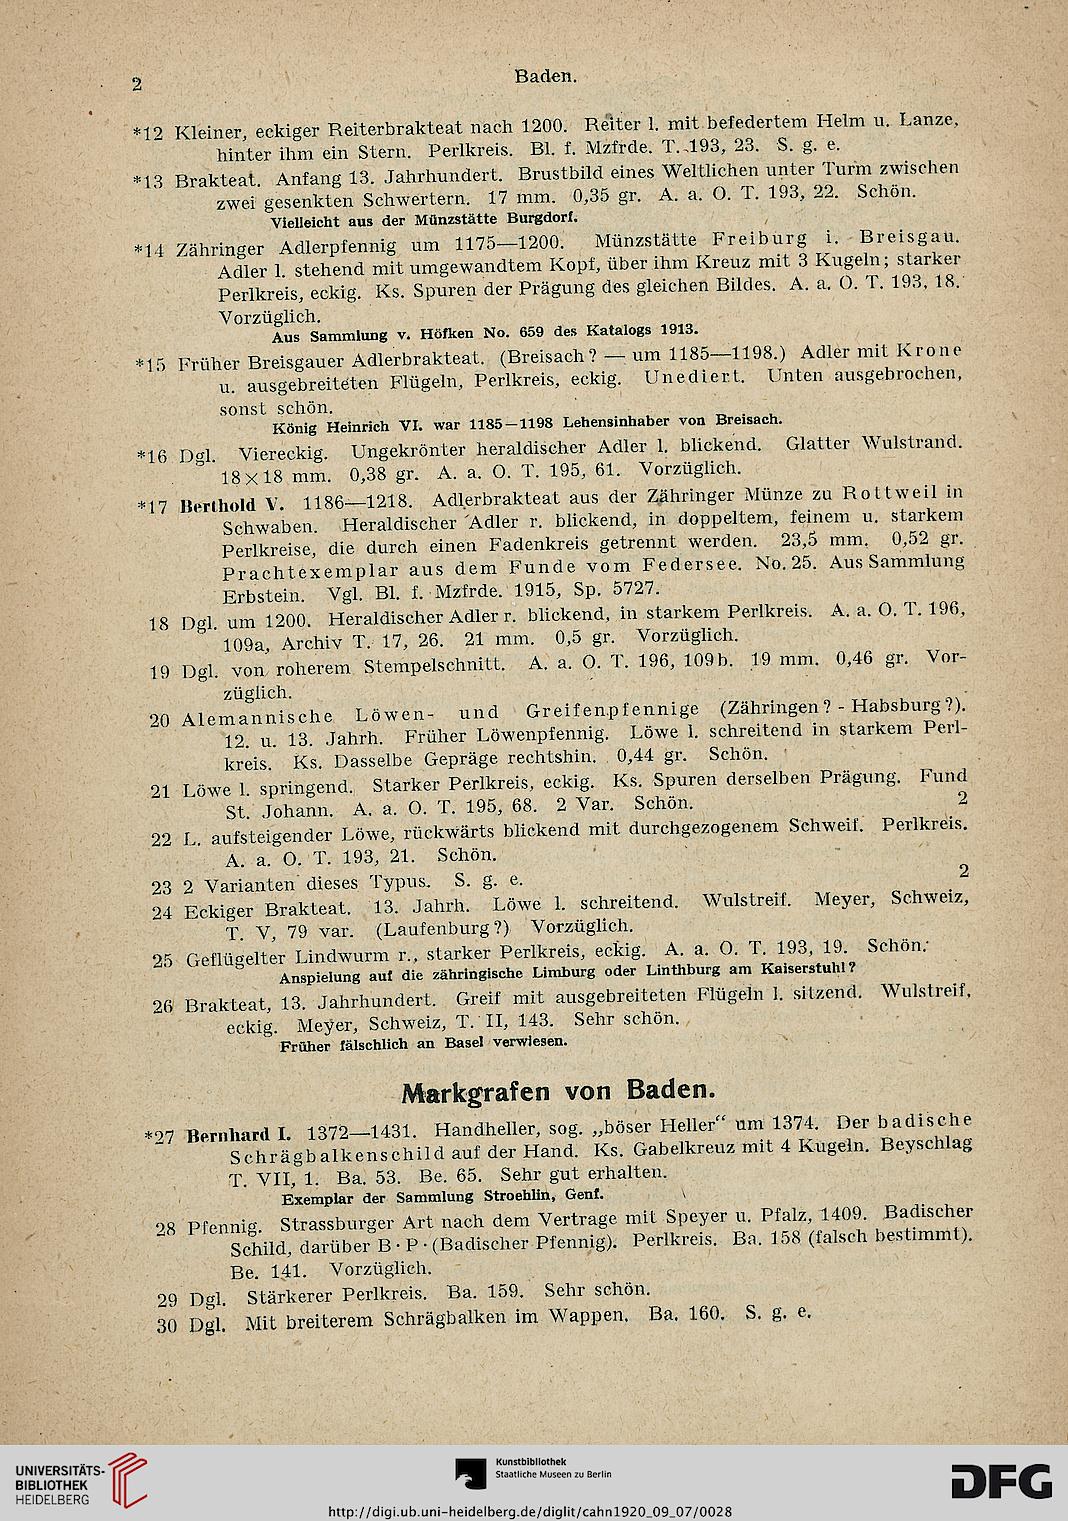 2
Baden.
*12 Kleiner, eckiger Reiterbrakteat nach 1200. Reiter l. mit befedertem Helm u. Lanze,
hinter ihm ein Stern. Perlkreis. Bl. f. Mzfrde. T. 193, 23. S. g. e.
*13 Brakteat. Anfang 13. Jahrhundert. Brustbild eines Weltlichen unter Turm zwischen
zwei gesenkten Schwertern. 17 mm. 0,35 gr. A. a. O. T. 193, 22. Schön.
Vielleicht aus der Münzstätte Burgdorf.
*14 Zähringer Adlerpfennig um 1175—1200. Münzstätte Freiburg i. Breisgau.
Adler l. stehend mit umgewandtem Kopf, über ihm Kreuz mit 3 Kugeln; starker
Perlkreis, eckig. Ks. Spuren der Prägung des gleichen Bildes. A. a. O. T. 193, 18.
Vorzüglich.
Aus Sammlung v. Höfken No. 659 des Katalogs 1913.
*15 Früher Breisgauer Adlerbrakteat. (Breisach? — um 1185—1198.) Adler mit Krone
u. ausgebreiteten Flügeln, Perlkreis, eckig. Unediert. Unten ausgebrochen,
sonst schön.
König Heinrich VI. war 1185—1198 Lehensinhaber von Breisach.
*16 Dgl. Viereckig. Ungekrönter heraldischer Adler l. blickend. Glatter Wulstrand.
18×18 mm. 0,38 gr. A. a. O. T. 195, 61. Vorzüglich.
*17 Berthold V. 1186—1218. Adlerbrakteat aus der Zähringer Münze zu Rottweil in
Schwaben. Heraldischer Adler r. blickend, in doppeltem, feinem u. starkem
Perlkreise, die durch einen Fadenkreis getrennt werden. 23,5 mm. 0,52 gr.
Prachtexemplar aus dem Funde vom Federsee. No. 25. Aus Sammlung
Erbstein. Vgl. Bl. f. Mzfrde. 1915, Sp. 5727.
18 Dgl. um 1200. Heraldischer Adler r. blickend, in starkem Perlkreis. A. a. O. T. 196,
109a, Archiv T. 17, 26. 21 mm. 0,5 gr. Vorzüglich.
19 Dgl. von roherem Stempelschnitt. A. a. O. T. 196, 109b. 19 mm. 0,46 gr. Vor-
züglich.
20 Alemannische Löwen- und Greifenpfennige (Zähringen? - Habsburg?).
12. u. 13. Jahrh. Früher Löwenpfennig. Löwe l. schreitend in starkem Perl-
kreis. Ks. Dasselbe Gepräge rechtshin. 0,44 gr. Schön.
21 Löwe l. springend. Starker Perlkreis, eckig. Ks. Spuren derselben Prägung. Fund
St. Johann. A. a. O. T. 195, 68. 2 Var. Schön. 2
22 L. aufsteigender Löwe, rückwärts blickend mit durchgezogenem Schweif. Perlkreis.
A. a. O. T. 193, 21. Schön.
23 2 Varianten dieses Typus. S. g. e. 2
24 Eckiger Brakteat. 13. Jahrh. Löwe l. schreitend. Wulstreif. Meyer, Schweiz,
T. V, 79 var. (Laufenburg?) Vorzüglich.
25 Geflügelter Lindwurm r., starker Perlkreis, eckig. A. a. O. T. 193, 19. Schön.
Anspielung auf die zähringische Limburg oder Linthburg am Kaiserstuhl?
26 Brakteat, 13. Jahrhundert. Greif mit ausgebreiteten Flügeln l. sitzend. Wulstreif,
eckig. Meyer, Schweiz, T. II, 143. Sehr schön.
Früher fälschlich an Basel verwiesen.
Markgrafen von Baden.
*27 Bernhard I. 1372—1431. Handheller, sog. „böser Heller“ um 1374. Der badische
Schrägbalkenschild auf der Hand. Ks. Gabelkreuz mit 4 Kugeln. Beyschlag
T. VII, 1. Ba. 53. Be. 65. Sehr gut erhalten.
Exemplar der Sammlung Stroehlin, Genf.
28 Pfennig. Strassburger Art nach dem Vertrage mit Speyer u. Pfalz, 1409. Badischer
Schild, darüber B · P · (Badischer Pfennig). Perlkreis. Ba. 158 (falsch bestimmt).
Be. 141. Vorzüglich.
29 Dgl. Stärkerer Perlkreis. Ba. 159. Sehr schön.
30 Dgl. Mit breiterem Schrägbalken im Wappen. Ba. 160. S. g. e.
UNIVERSITÄTS-
BIBLIOTHEK
HEIDELBERG
Kunstbibliothek
Staatliche Museen zu Berlin
DFG
http://digi.ub.uni-heidelberg.de/diglit/cahn1920_09_07/0028